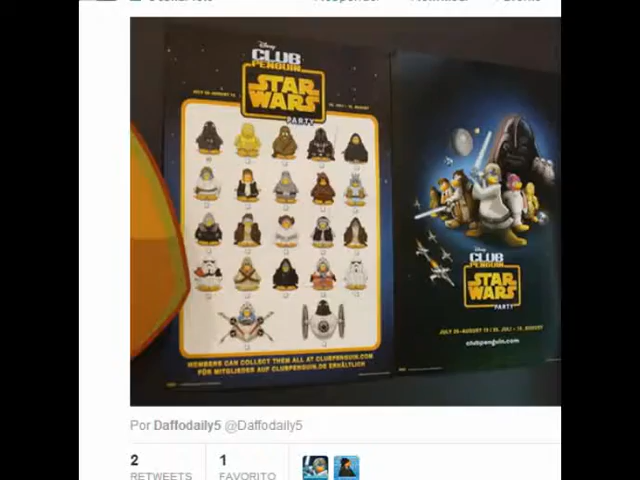 Disney
CLUB
PENGUIN
STAR
WARS
PARTY
MEMBERS CAN COLLECT THEM ALL AT CLUBPENGUIN.COM
FÜR MITGLIEDER AUF CLUBPENGUIN.DE ERHÄLTLICH
Disney
CLUB
PENGUIN
STAR
WARS
PARTY
clubpenguin.com
Por Daffodaily5 @Daffodaily5
2 1
RETWEETS FAVORITO